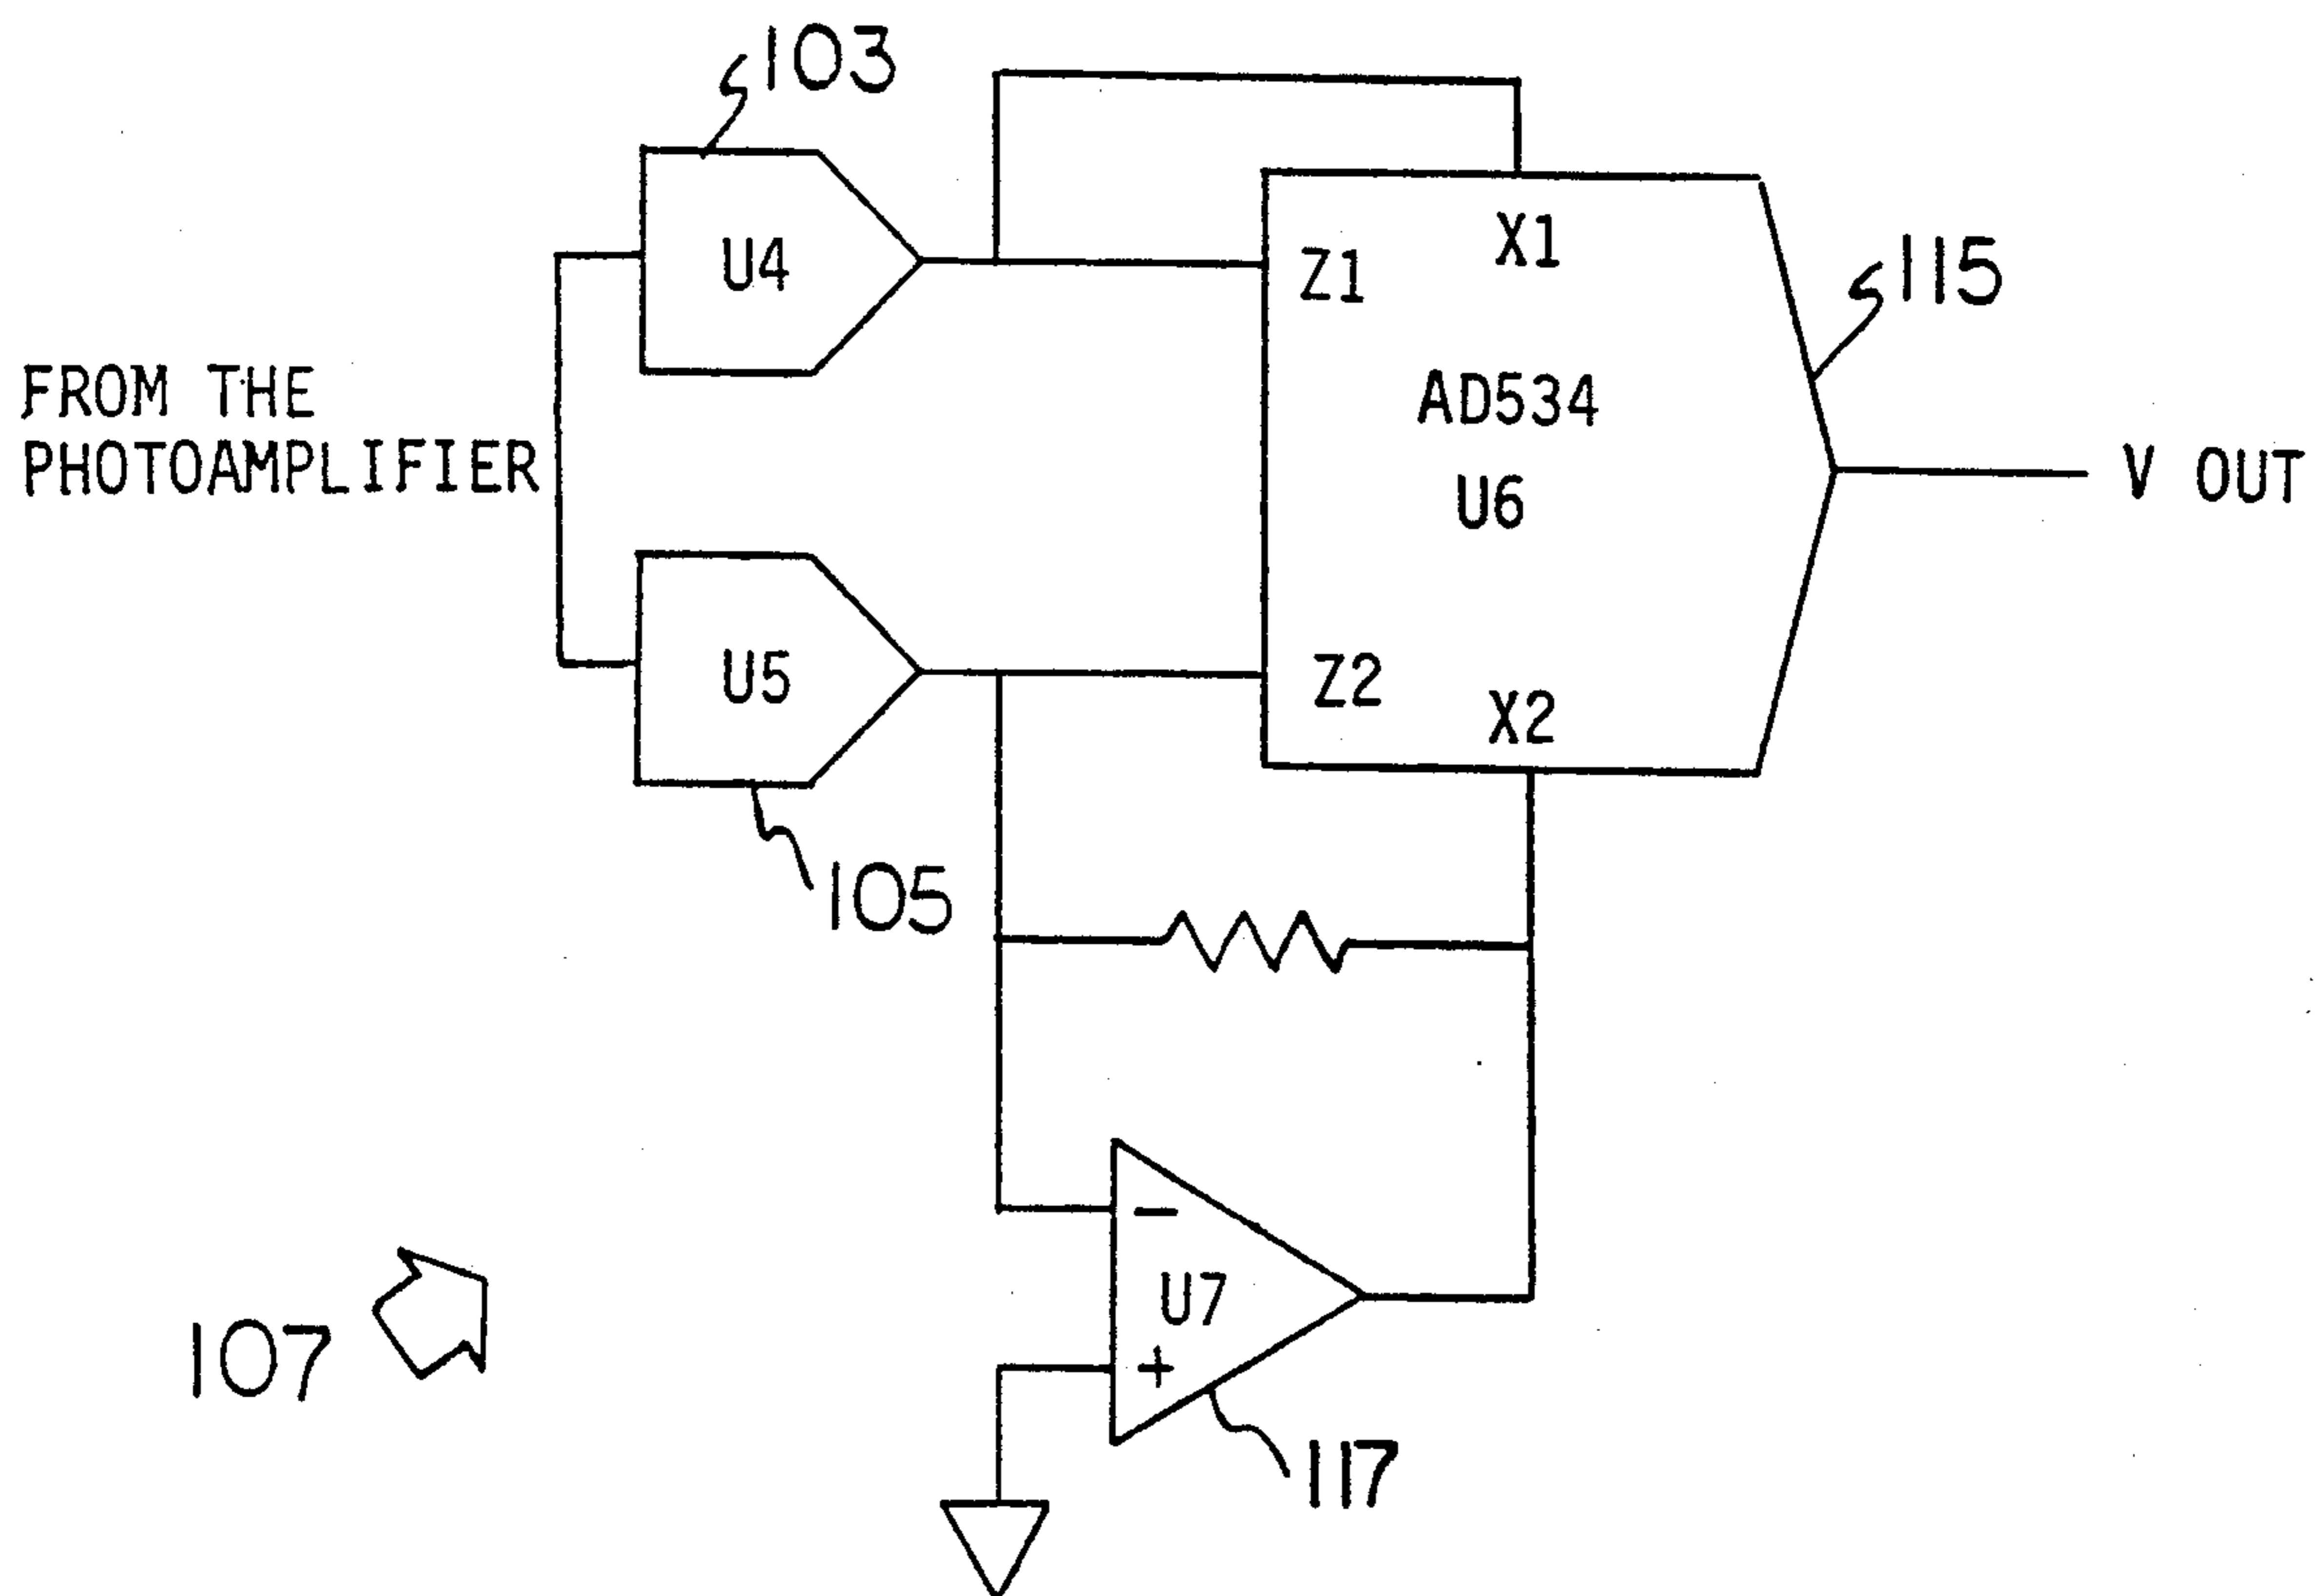 103
U4
Z1
X1
115
FROM THE
PHOTOAMPLIFIER
AD534
U6
V OUT
U5
Z2
X2
105
−
U7
+
107
117